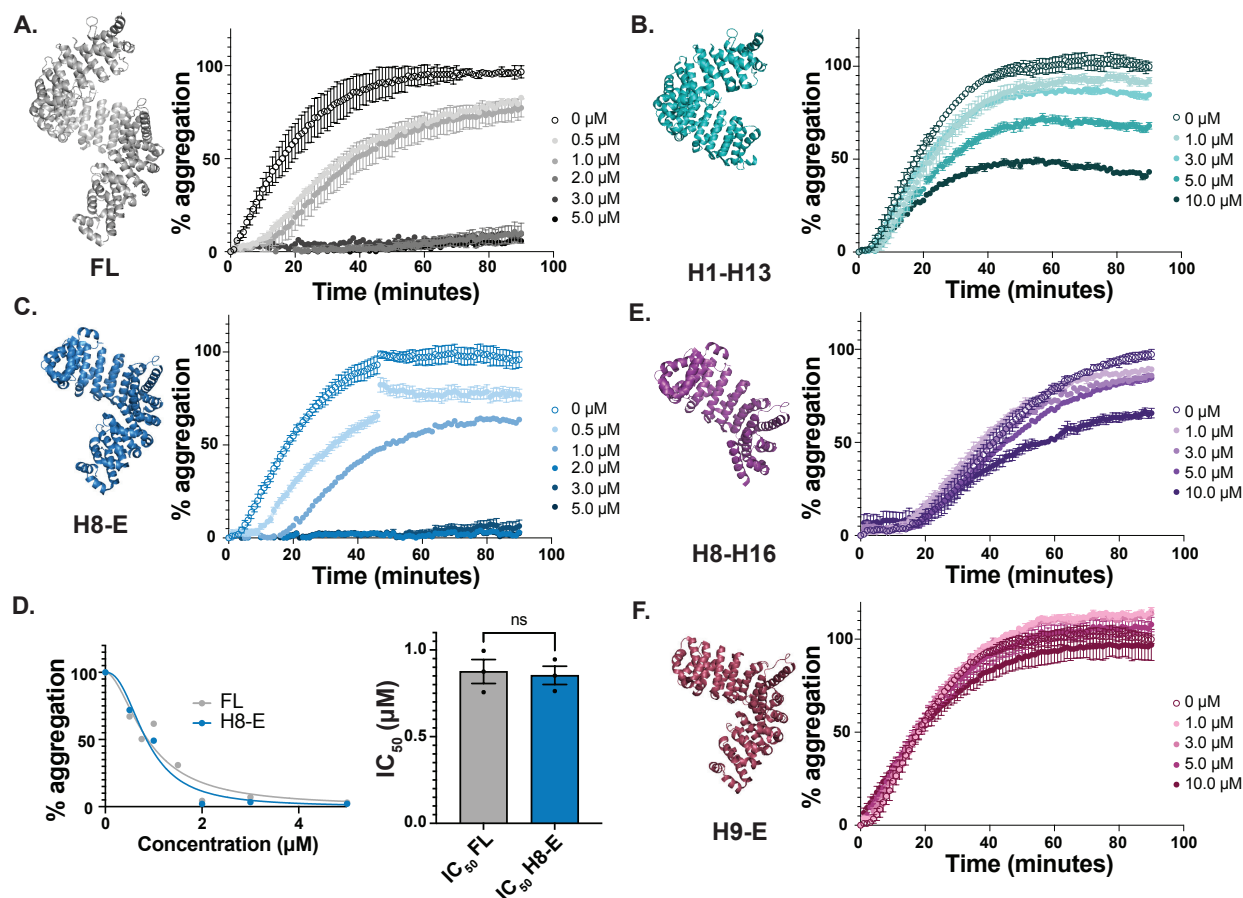 A.
% aggregation
100
50
0
0 20 40 60 80 100
Time (minutes)
FL
0 µM
0.5 µM
1.0 µM
2.0 µM
3.0 µM
5.0 µM
B.
% aggregation
100
50
0
0 20 40 60 80 100
Time (minutes)
H1-H13
0 µM
1.0 µM
3.0 µM
5.0 µM
10.0 µM
C.
% aggregation
100
50
0
0 20 40 60 80 100
Time (minutes)
H8-E
0 µM
0.5 µM
1.0 µM
2.0 µM
3.0 µM
5.0 µM
E.
% aggregation
100
50
0
0 20 40 60 80 100
Time (minutes)
H8-H16
0 µM
1.0 µM
3.0 µM
5.0 µM
10.0 µM
D.
% aggregation
100
50
0
0 2 4
Concentration (µM)
FL
H8-E
IC50 (µM)
1.0
0.5
0.0
ns
IC50 FL
IC50 H8-E
F.
% aggregation
100
50
0
0 20 40 60 80 100
Time (minutes)
H9-E
0 µM
1.0 µM
3.0 µM
5.0 µM
10.0 µM